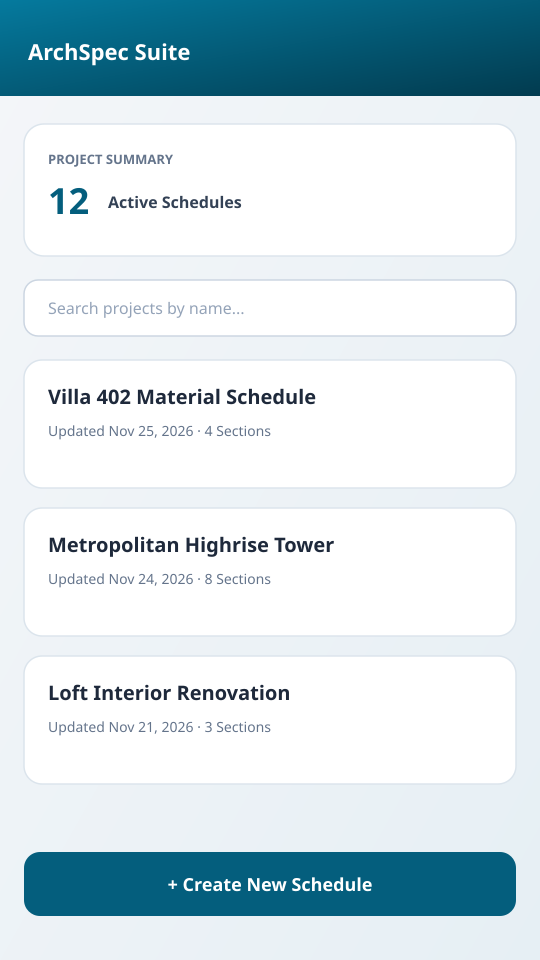 ArchSpec Suite
PROJECT SUMMARY
12 Active Schedules
Search projects by name...
Villa 402 Material Schedule
Updated Nov 25, 2026 · 4 Sections
Metropolitan Highrise Tower
Updated Nov 24, 2026 · 8 Sections
Loft Interior Renovation
Updated Nov 21, 2026 · 3 Sections
+ Create New Schedule